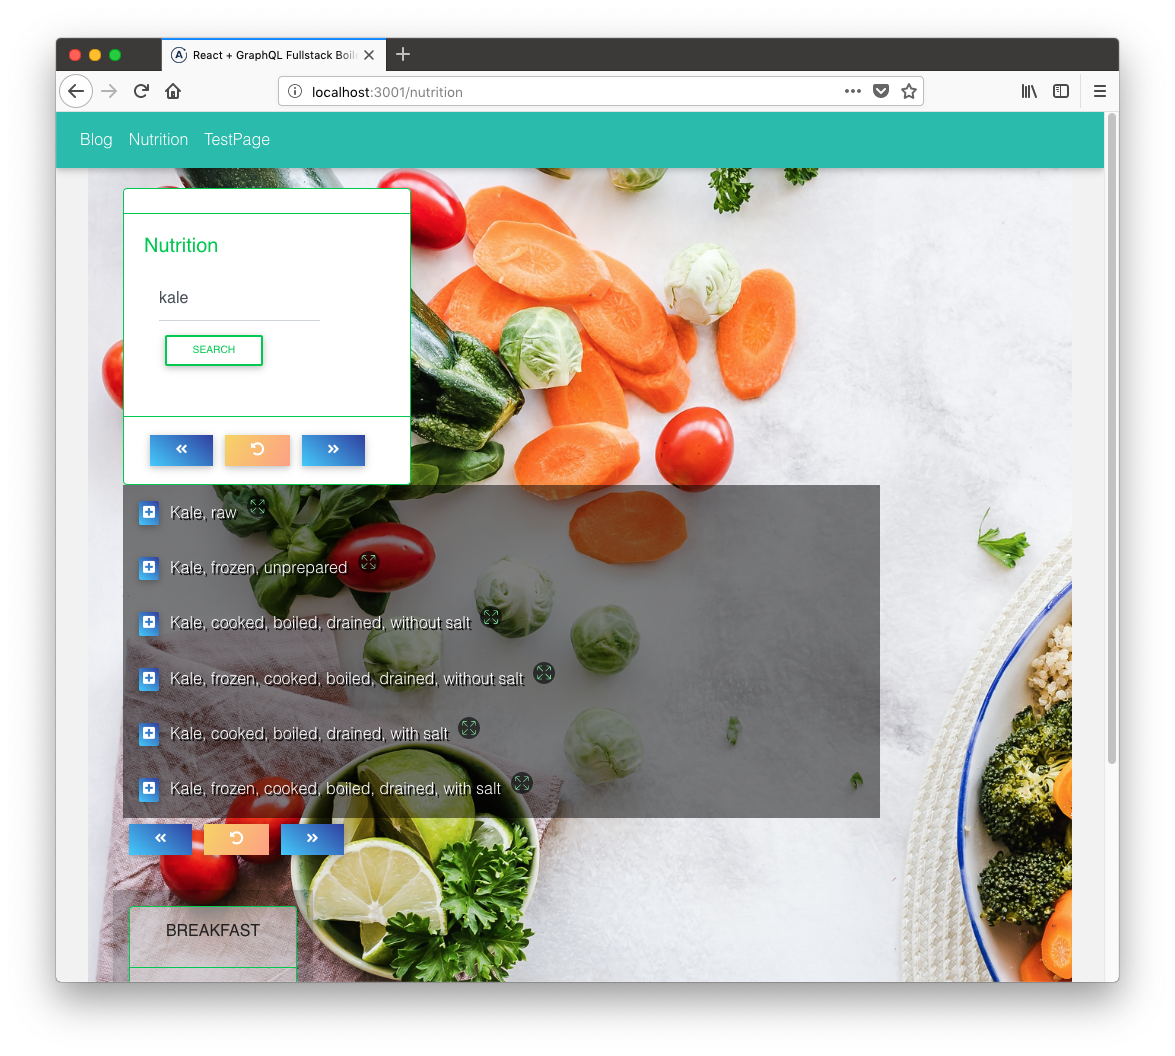 React + GraphQL Fullstack Boile
localhost:3001/nutrition
Blog Nutrition TestPage
Nutrition
kale
SEARCH
Kale, raw
Kale, frozen, unprepared
Kale, cooked, boiled, drained, without salt
Kale, frozen, cooked, boiled, drained, without salt
Kale, cooked, boiled, drained, with salt
Kale, frozen, cooked, boiled, drained, with salt
BREAKFAST